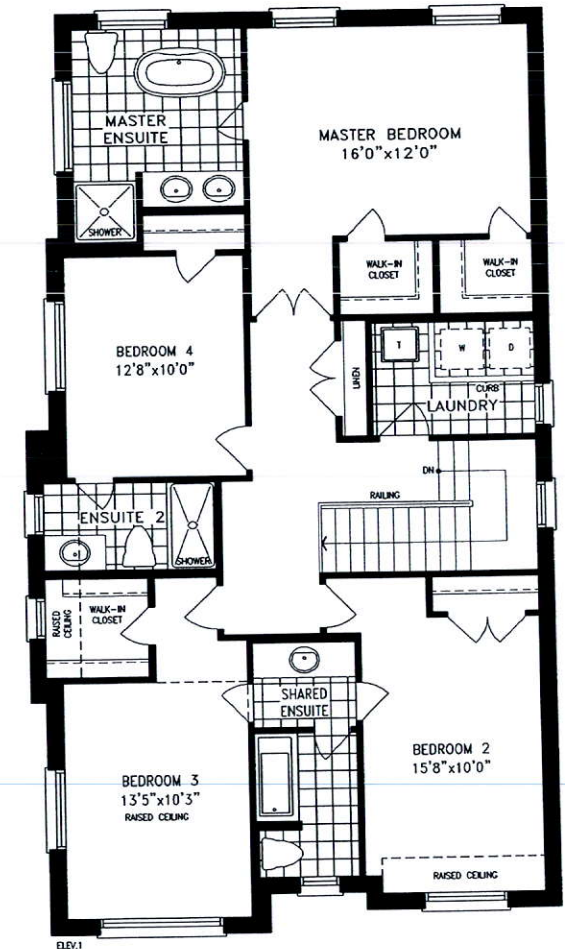 MASTER
ENSUITE
MASTER BEDROOM
16'0"x12'0"
SHOWER
WALK-IN
CLOSET
WALK-IN
CLOSET
BEDROOM 4
12'8"x10'0"
LINEN
T
W
D
CURB
LAUNDRY
DN
RAILING
ENSUITE 2
SHOWER
RAISED
CEILING
WALK-IN
CLOSET
SHARED
ENSUITE
BEDROOM 2
15'8"x10'0"
BEDROOM 3
13'5"x10'3"
RAISED CEILING
RAISED CEILING
ELEV.1